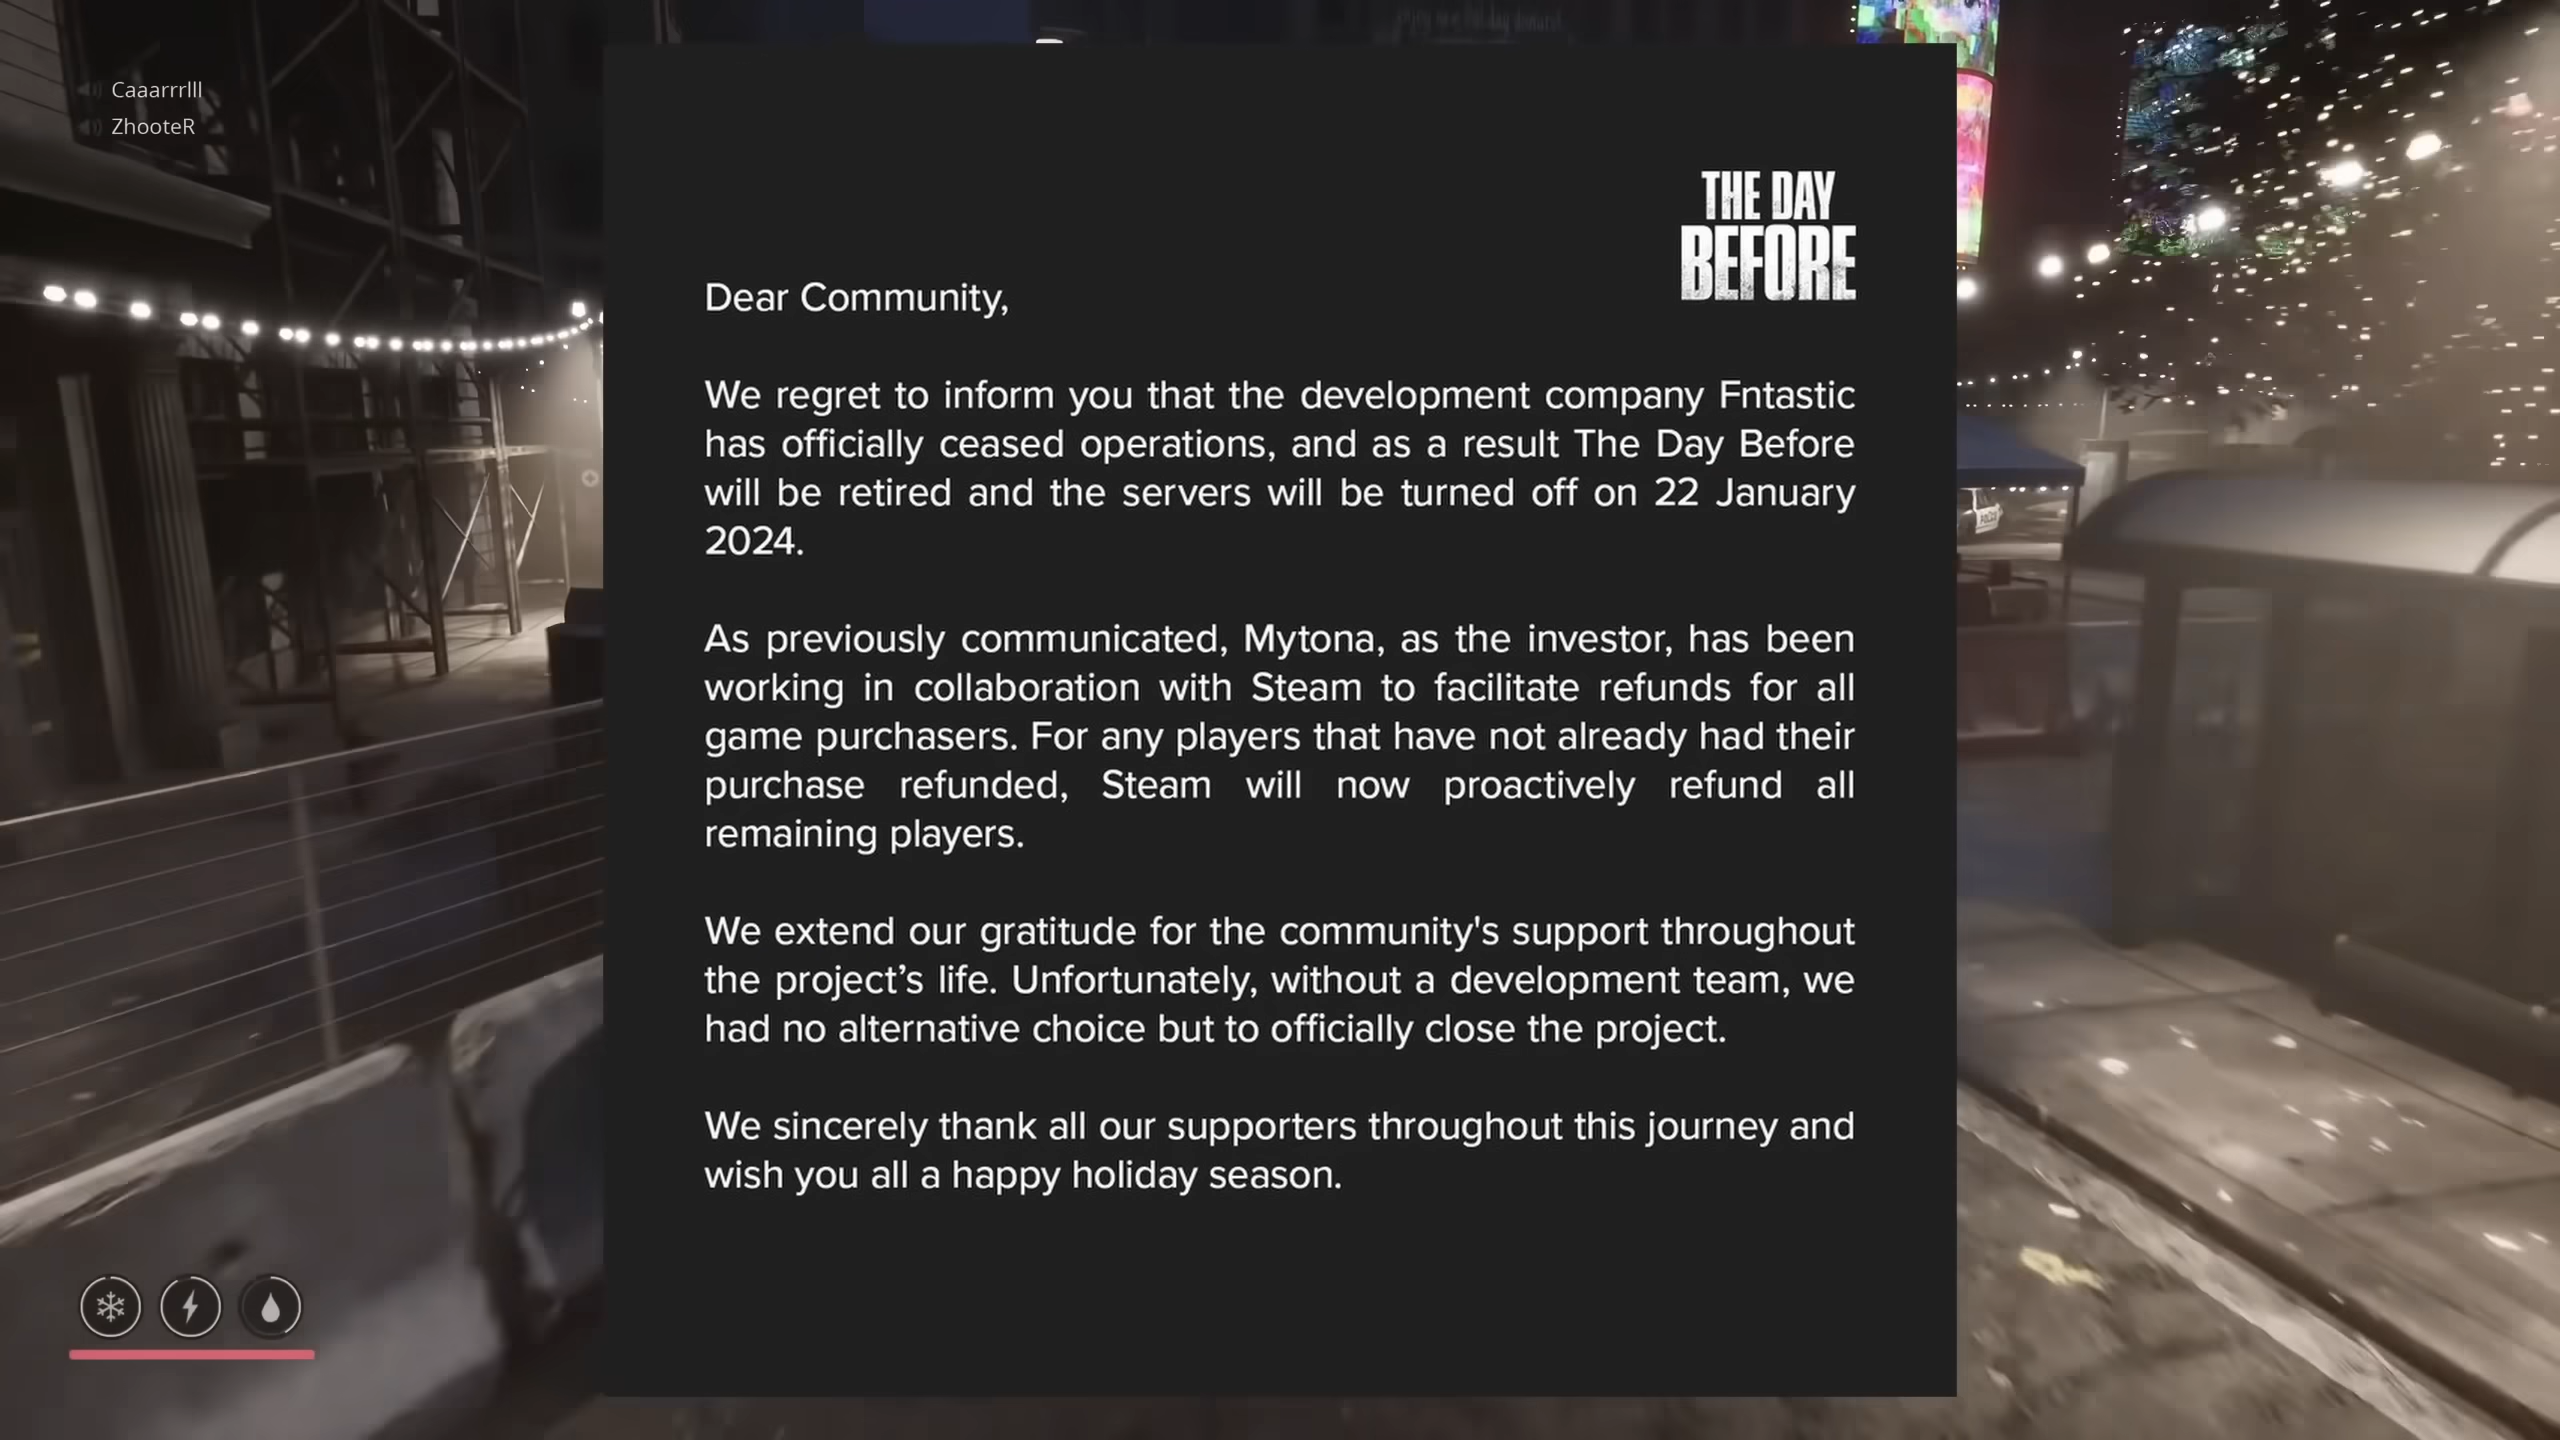 Caaarrrlll
ZhooteR
THE DAY
BEFORE
Dear Community,
We regret to inform you that the development company Fntastic
has officially ceased operations, and as a result The Day Before
will be retired and the servers will be turned off on 22 January
2024.
As previously communicated, Mytona, as the investor, has been
working in collaboration with Steam to facilitate refunds for all
game purchasers. For any players that have not already had their
purchase refunded, Steam will now proactively refund all
remaining players.
We extend our gratitude for the community's support throughout
the project’s life. Unfortunately, without a development team, we
had no alternative choice but to officially close the project.
We sincerely thank all our supporters throughout this journey and
wish you all a happy holiday season.